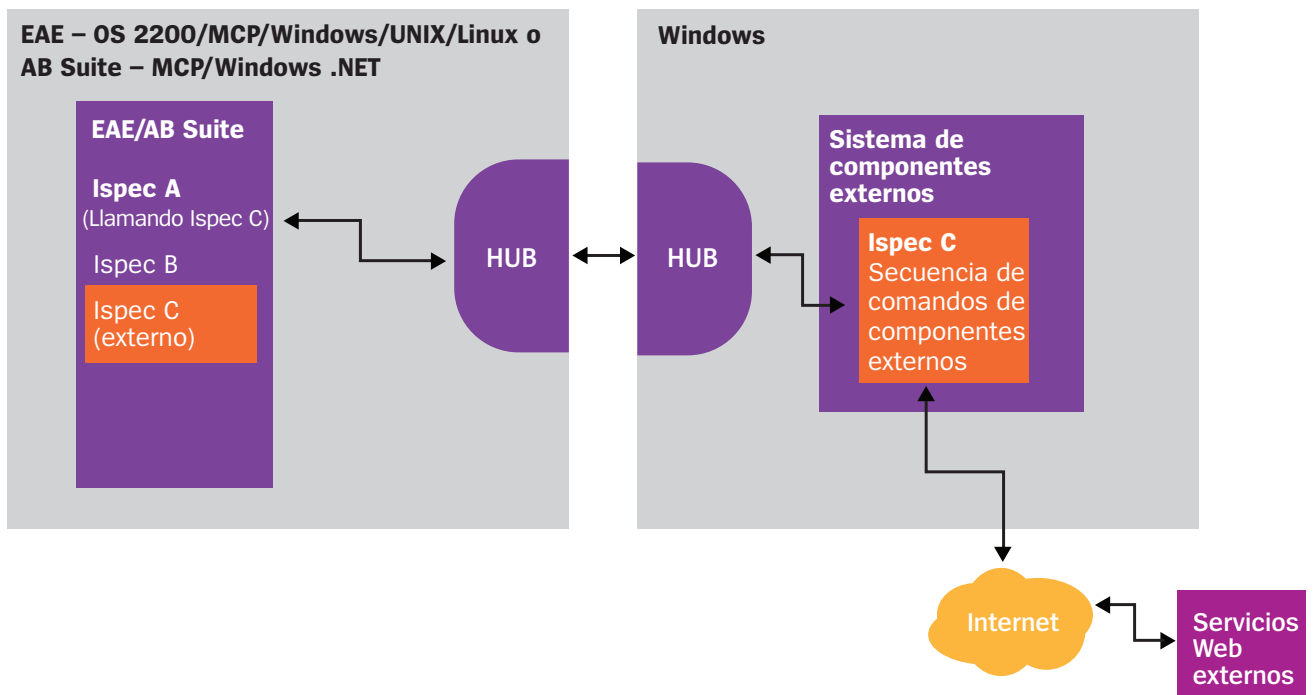 EAE – OS 2200/MCP/Windows/UNIX/Linux o
AB Suite – MCP/Windows .NET
EAE/AB Suite
Ispec A
(Llamando Ispec C)
Ispec B
Ispec C
(externo)
HUB
Windows
HUB
Sistema de
componentes
externos
Ispec C
Secuencia de
comandos de
componentes
externos
Internet
Servicios
Web
externos